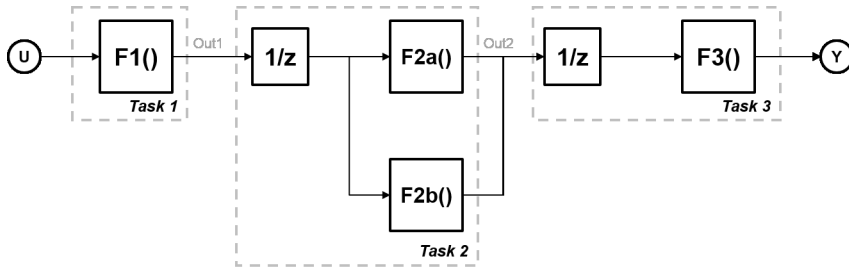 Out1
Out2
U
F1()
1/z
F2a()
1/z
F3()
Y
Task 1
Task 3
F2b()
Task 2